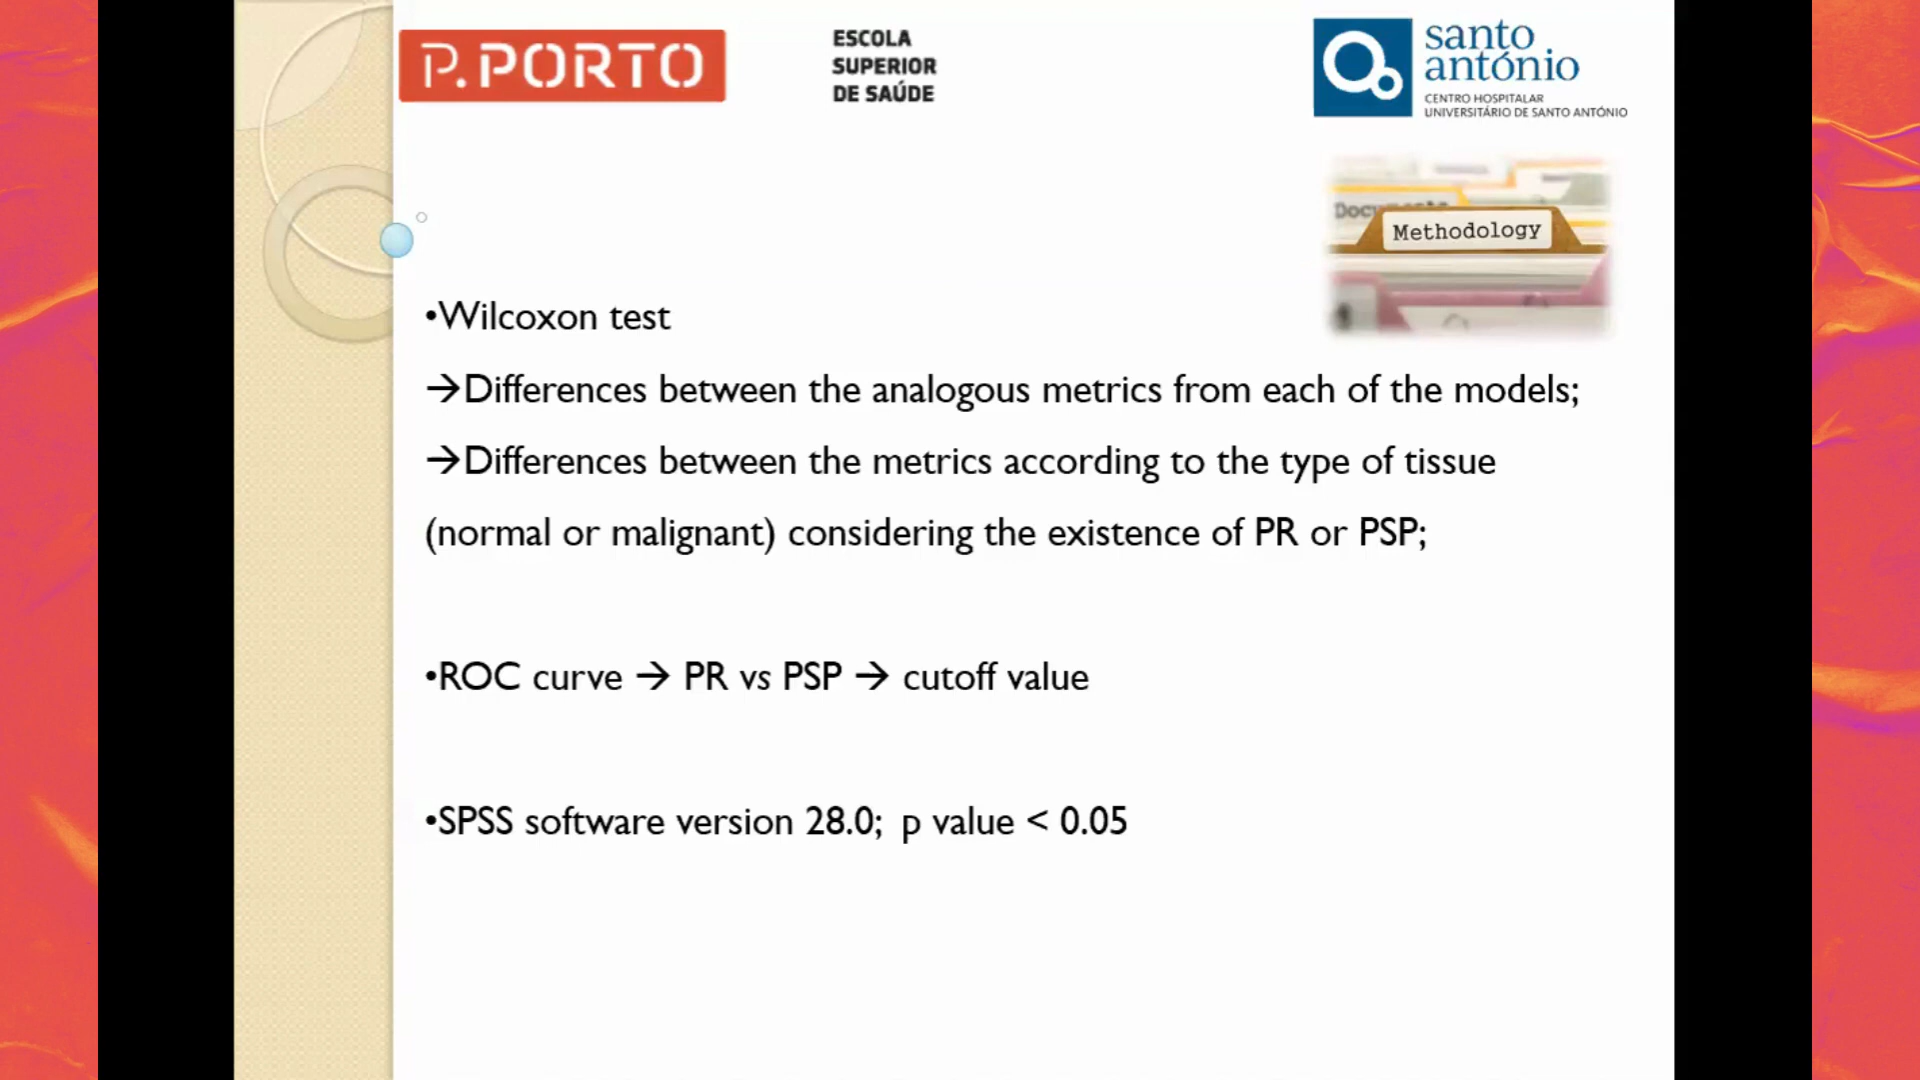 P.PORTO
ESCOLA
SUPERIOR
DE SAÚDE
santo
antónio
CENTRO HOSPITALAR
UNIVERSITÁRIO DE SANTO ANTÓNIO
Methodology
•Wilcoxon test
→Differences between the analogous metrics from each of the models;
→Differences between the metrics according to the type of tissue
(normal or malignant) considering the existence of PR or PSP;
•ROC curve → PR vs PSP → cutoff value
•SPSS software version 28.0; p value < 0.05